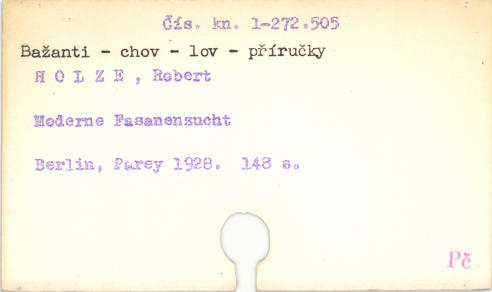 Čís. kn. 1-272.505
Bažanti - chov - lov - příručky
H O L Z E , Robert
Moderne Fasanenzucht
Berlin, Parey 1928. 148 s.
Pč